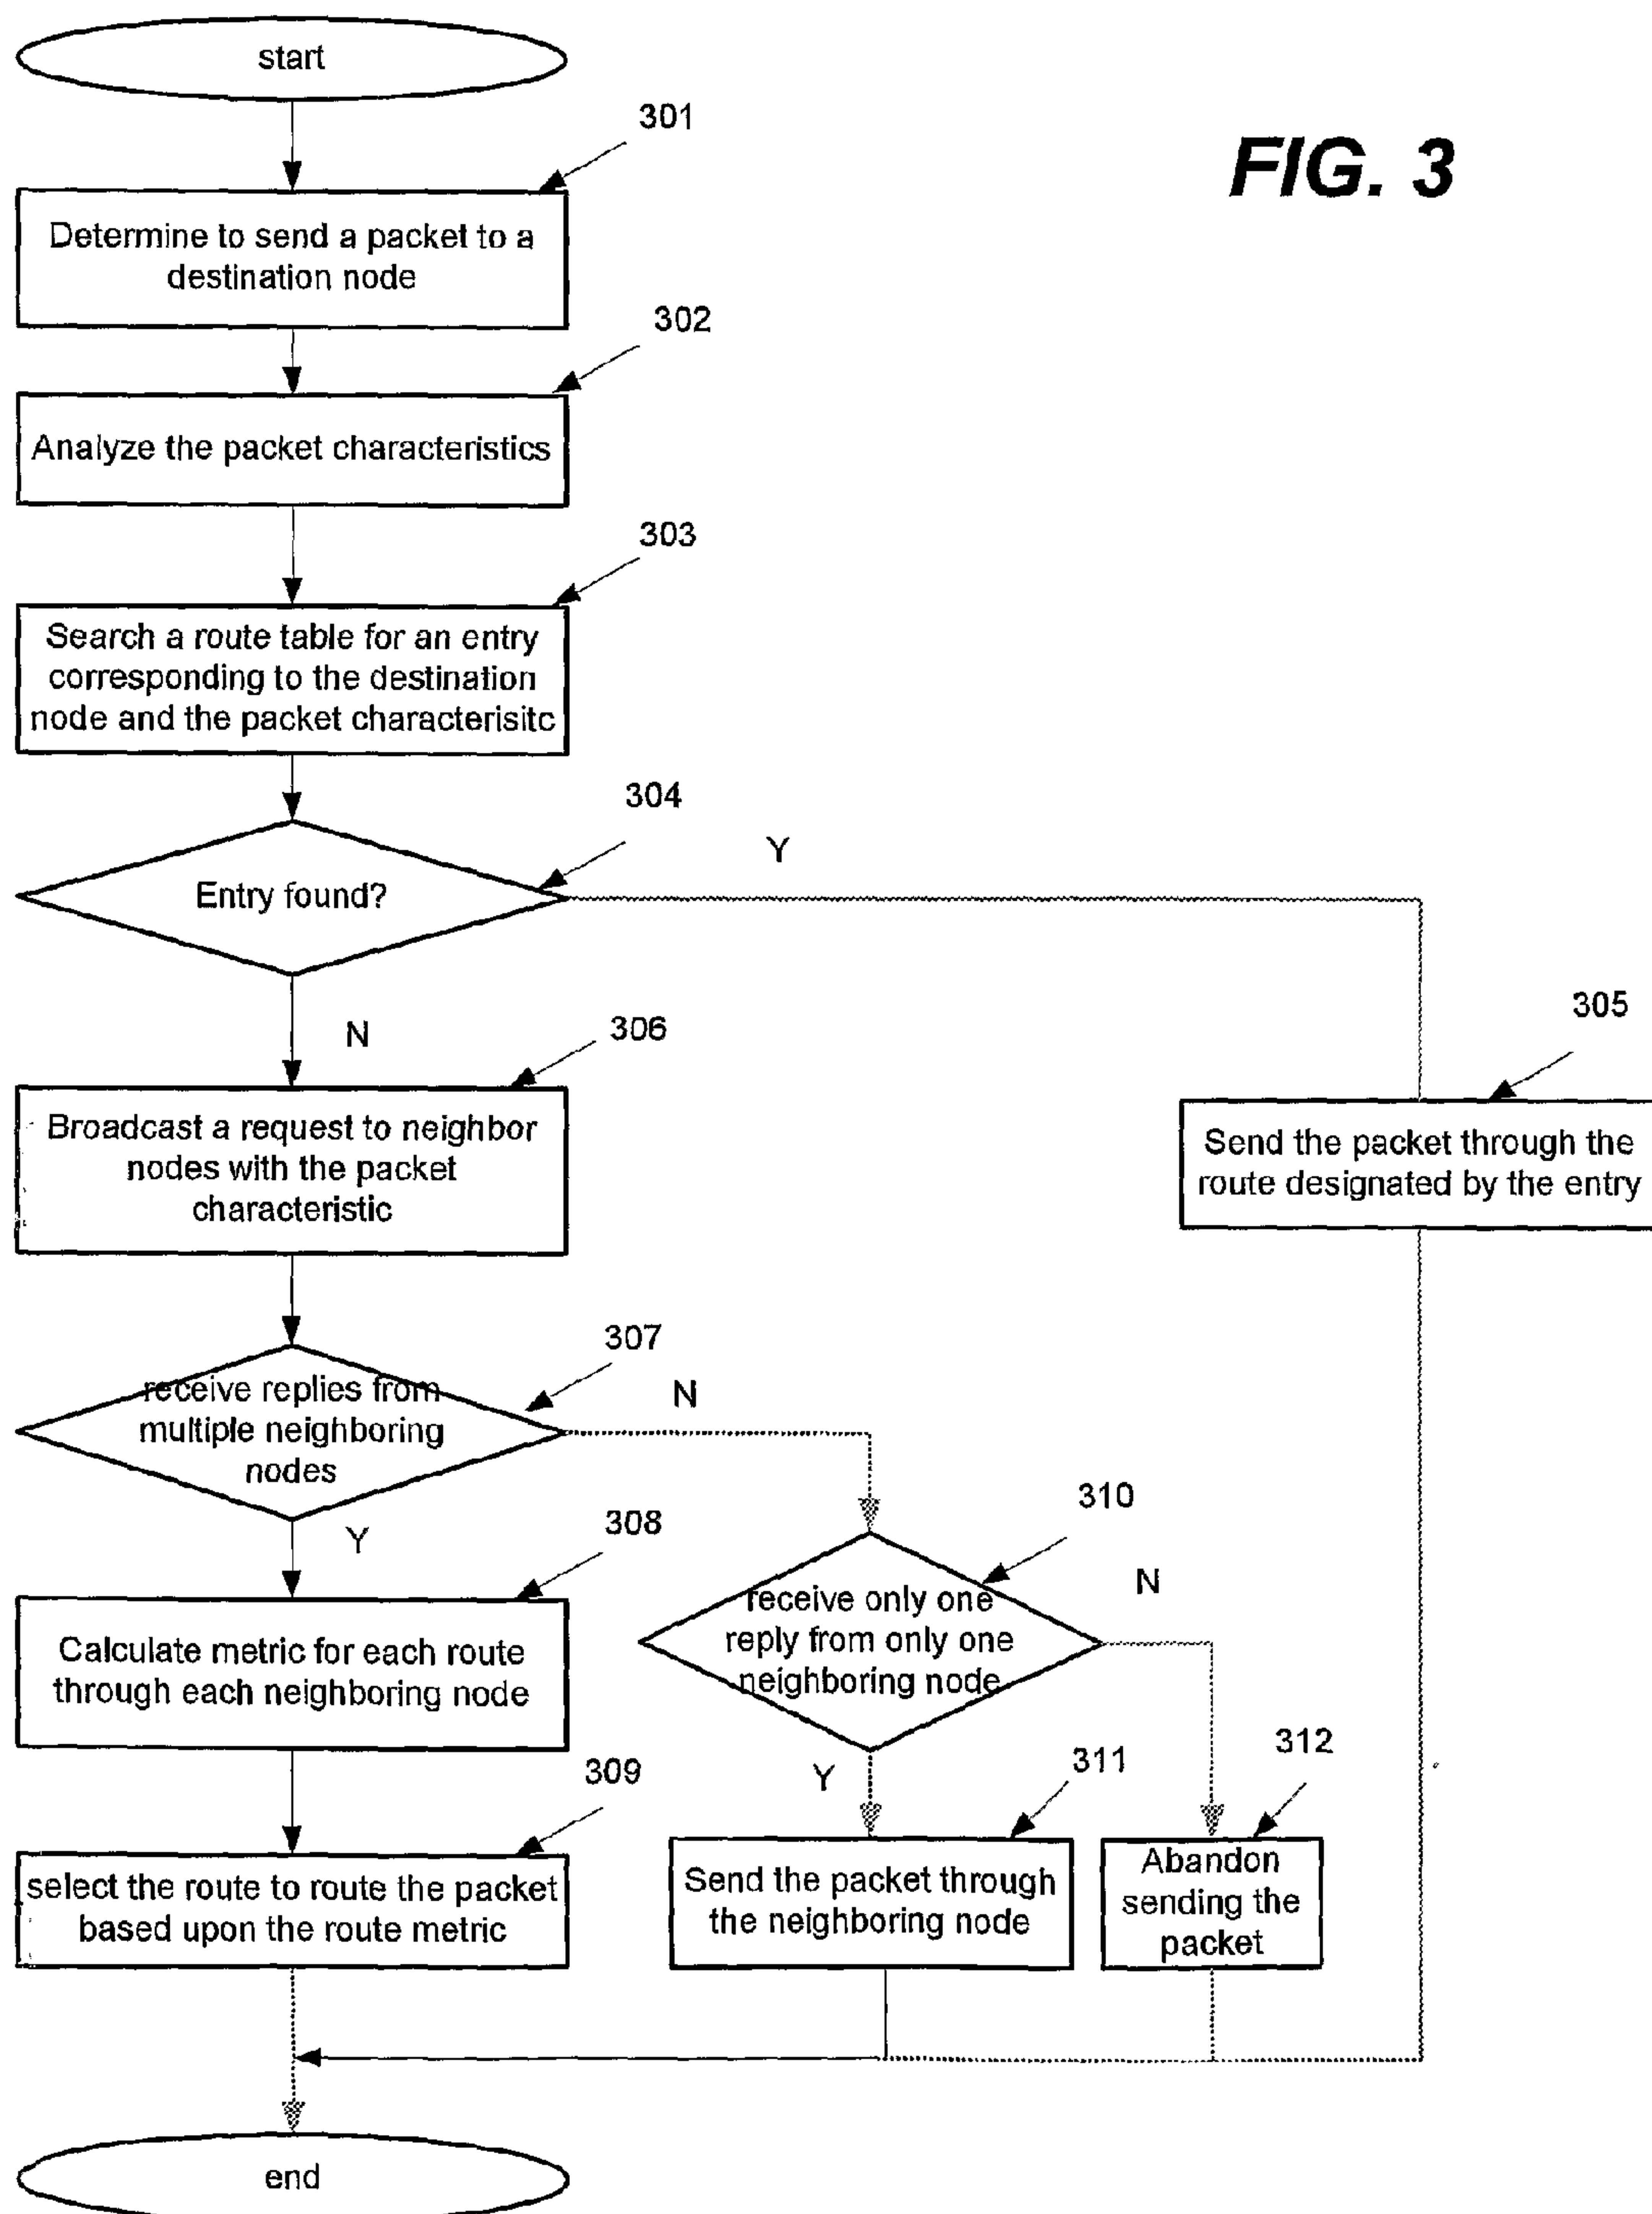 start
301
FIG. 3
Determine to send a packet to a
destination node
302
Analyze the packet characteristics
303
Search a route table for an entry
corresponding to the destination
node and the packet characterisitc
304
Y
Entry found?
N
306
305
Broadcast a request to neighbor
nodes with the packet
characteristic
Send the packet through the
route designated by the entry
307
N
receive replies from
multiple neighboring
nodes
Y
308
310
N
receive only one
reply from only one
neighboring node
Calculate metric for each route
through each neighboring node
309
Y
311
312
select the route to route the packet
based upon the route metric
Send the packet through
the neighboring node
Abandon
sending the
packet
end